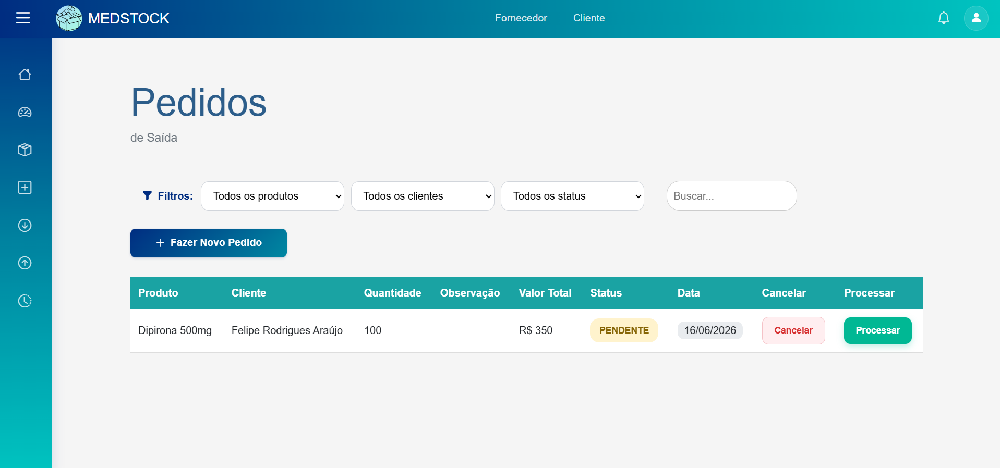 MEDSTOCK
Fornecedor Cliente
Pedidos
de Saída
Filtros: Todos os produtos Todos os clientes Todos os status Buscar...
Fazer Novo Pedido
Produto Cliente Quantidade Observação Valor Total Status Data Cancelar Processar
Dipirona 500mg Felipe Rodrigues Araújo 100 R$ 350 PENDENTE 16/06/2026 Cancelar Processar